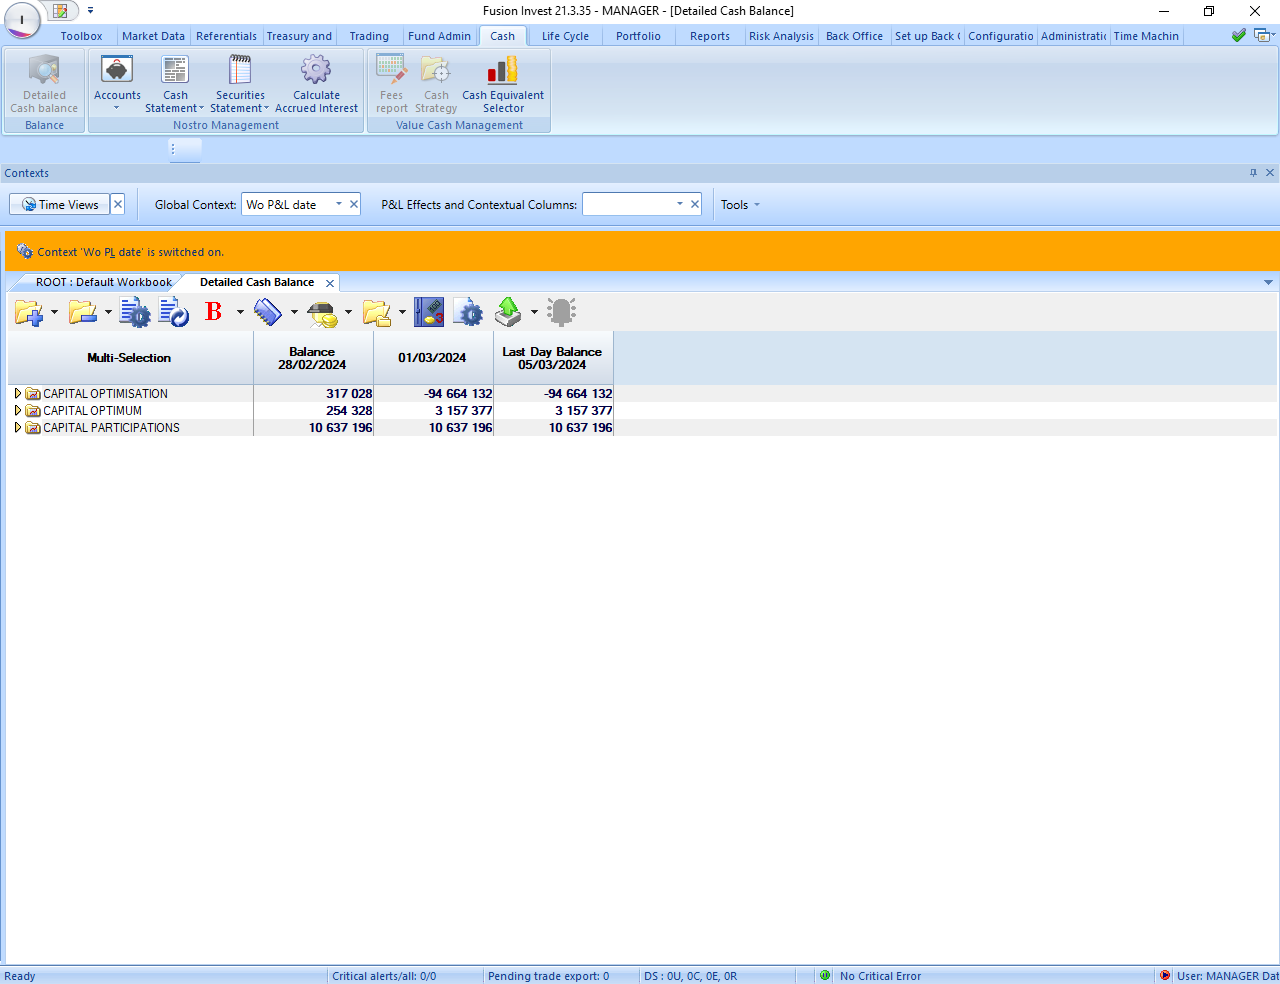 Fusion Invest 21.3.35 - MANAGER - [Detailed Cash Balance]
Toolbox Market Data Referentials Treasury and Trading Fund Admin Cash Life Cycle Portfolio Reports Risk Analysis Back Office Set up Back ( Configuratio Administratic Time Machin
Detailed Cash balance
Accounts
Cash Statement
Securities Statement
Calculate Accrued Interest
Fees report
Cash Strategy
Cash Equivalent Selector
Balance Nostro Management Value Cash Management
Contexts
Time Views Global Context: Wo P&L date P&L Effects and Contextual Columns: Tools
Context 'Wo PL date' is switched on.
ROOT : Default Workbook Detailed Cash Balance
B
Multi-Selection Balance 28/02/2024 01/03/2024 Last Day Balance 05/03/2024
CAPITAL OPTIMISATION 317 028 -94 664 132 -94 664 132
CAPITAL OPTIMUM 254 328 3 157 377 3 157 377
CAPITAL PARTICIPATIONS 10 637 196 10 637 196 10 637 196
Ready Critical alerts/all: 0/0 Pending trade export: 0 DS : 0U, 0C, 0E, 0R No Critical Error User: MANAGER Dat